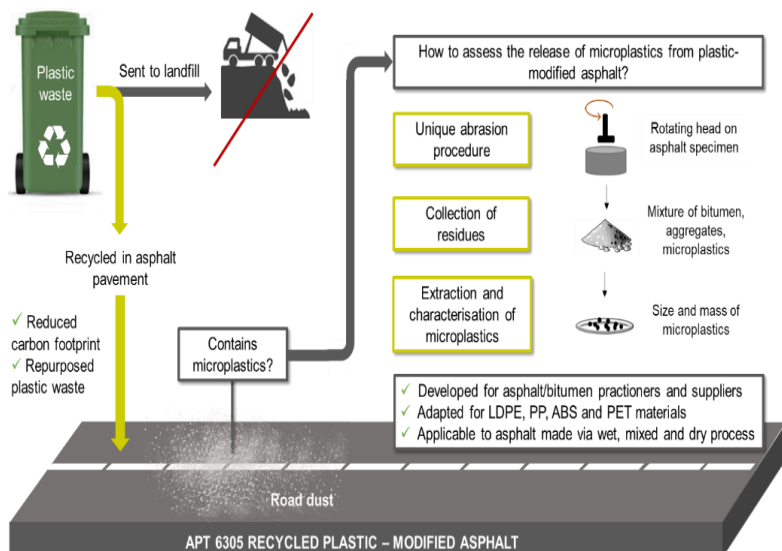 Plastic
waste
Sent to landfill
How to assess the release of microplastics from plastic-
modified asphalt?
Unique abrasion
procedure
Rotating head on
asphalt specimen
Collection of
residues
Mixture of bitumen,
aggregates,
microplastics
Extraction and
characterisation of
microplastics
Size and mass of
microplastics
Recycled in asphalt
pavement
✓ Reduced
carbon footprint
✓ Repurposed
plastic waste
Contains
microplastics?
✓ Developed for asphalt/bitumen practioners and suppliers
✓ Adapted for LDPE, PP, ABS and PET materials
✓ Applicable to asphalt made via wet, mixed and dry process
Road dust
APT 6305 RECYCLED PLASTIC – MODIFIED ASPHALT